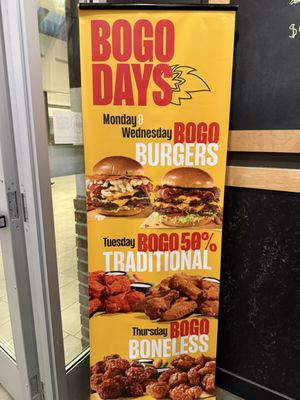 BOGO
DAYS
Monday &
Wednesday BOGO
BURGERS
Tuesday BOGO 50%
TRADITIONAL
Thursday BOGO
BONELESS